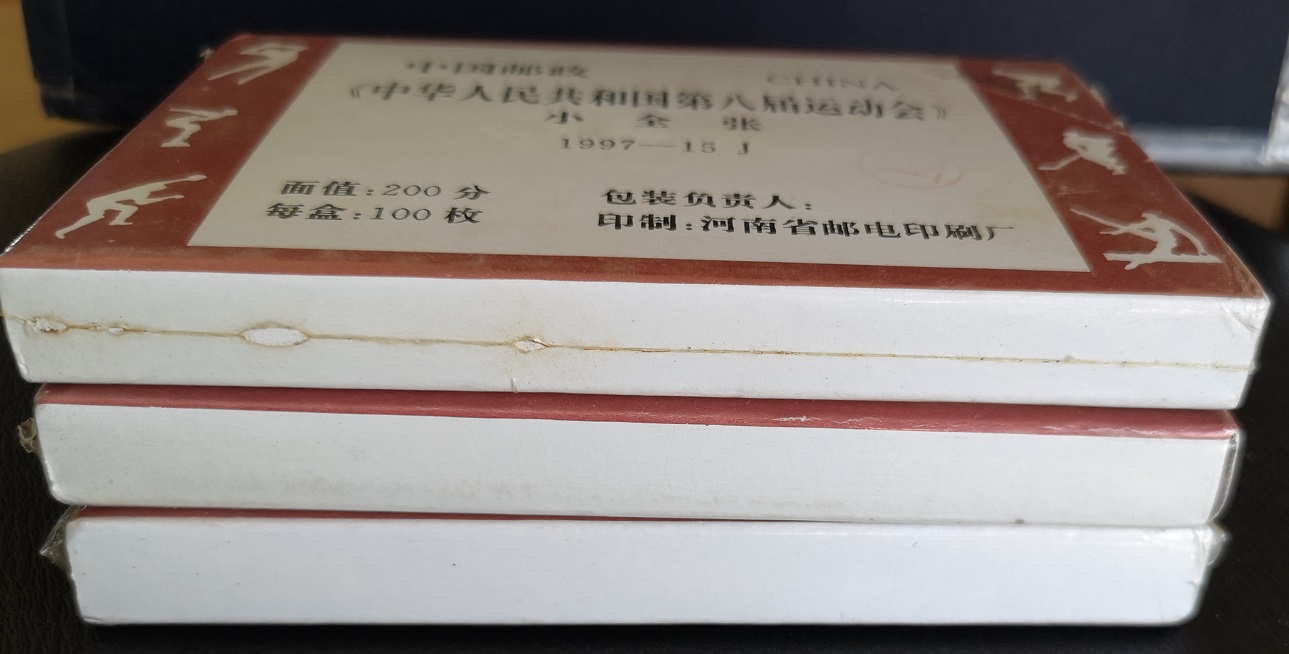 中国邮政 CHINA
《中华人民共和国第八届运动会》
小全张
1997—15 J
面值:200分 包装负责人:
每盒:100枚 印制:河南省邮电印刷厂